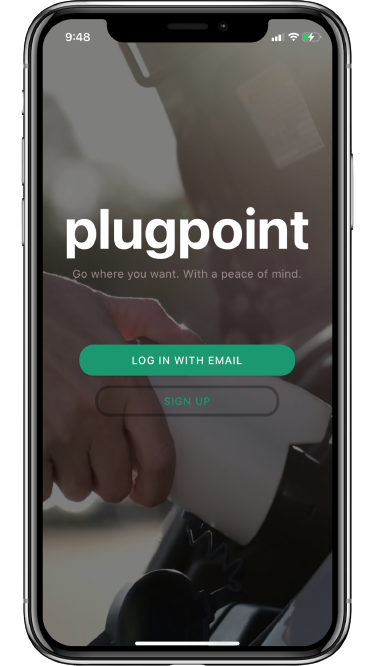 9:48
plugpoint
Go where you want. With a peace of mind.
LOG IN WITH EMAIL
SIGN UP